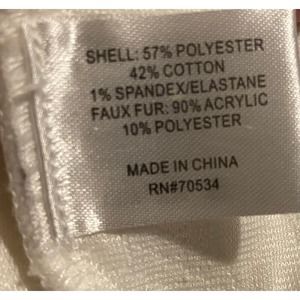 SHELL: 57% POLYESTER
42% COTTON
1% SPANDEX/ELASTANE
FAUX FUR: 90% ACRYLIC
10% POLYESTER
MADE IN CHINA
RN#70534